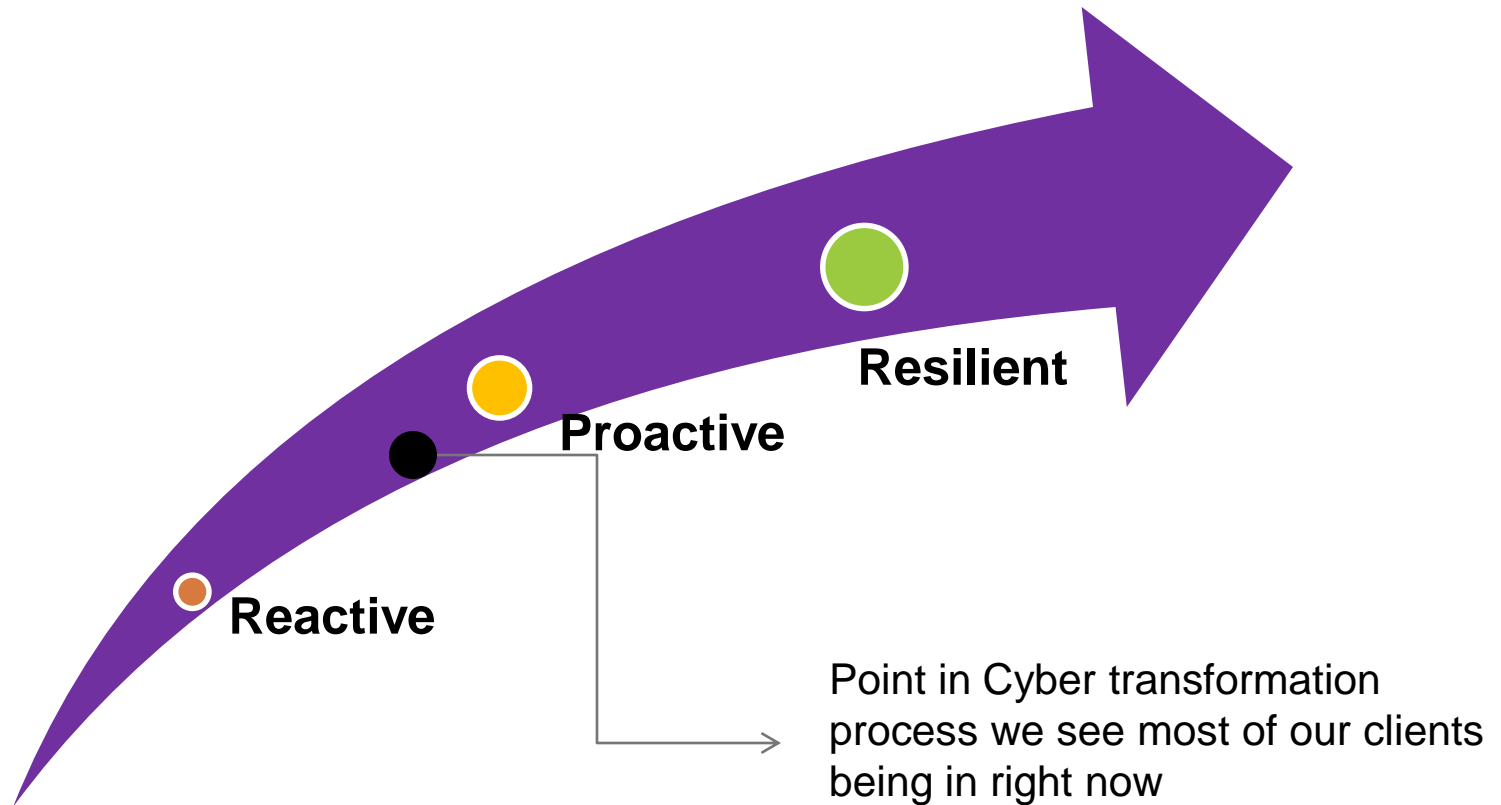 Resilient
Proactive
Reactive
Point in Cyber transformation
process we see most of our clients
being in right now